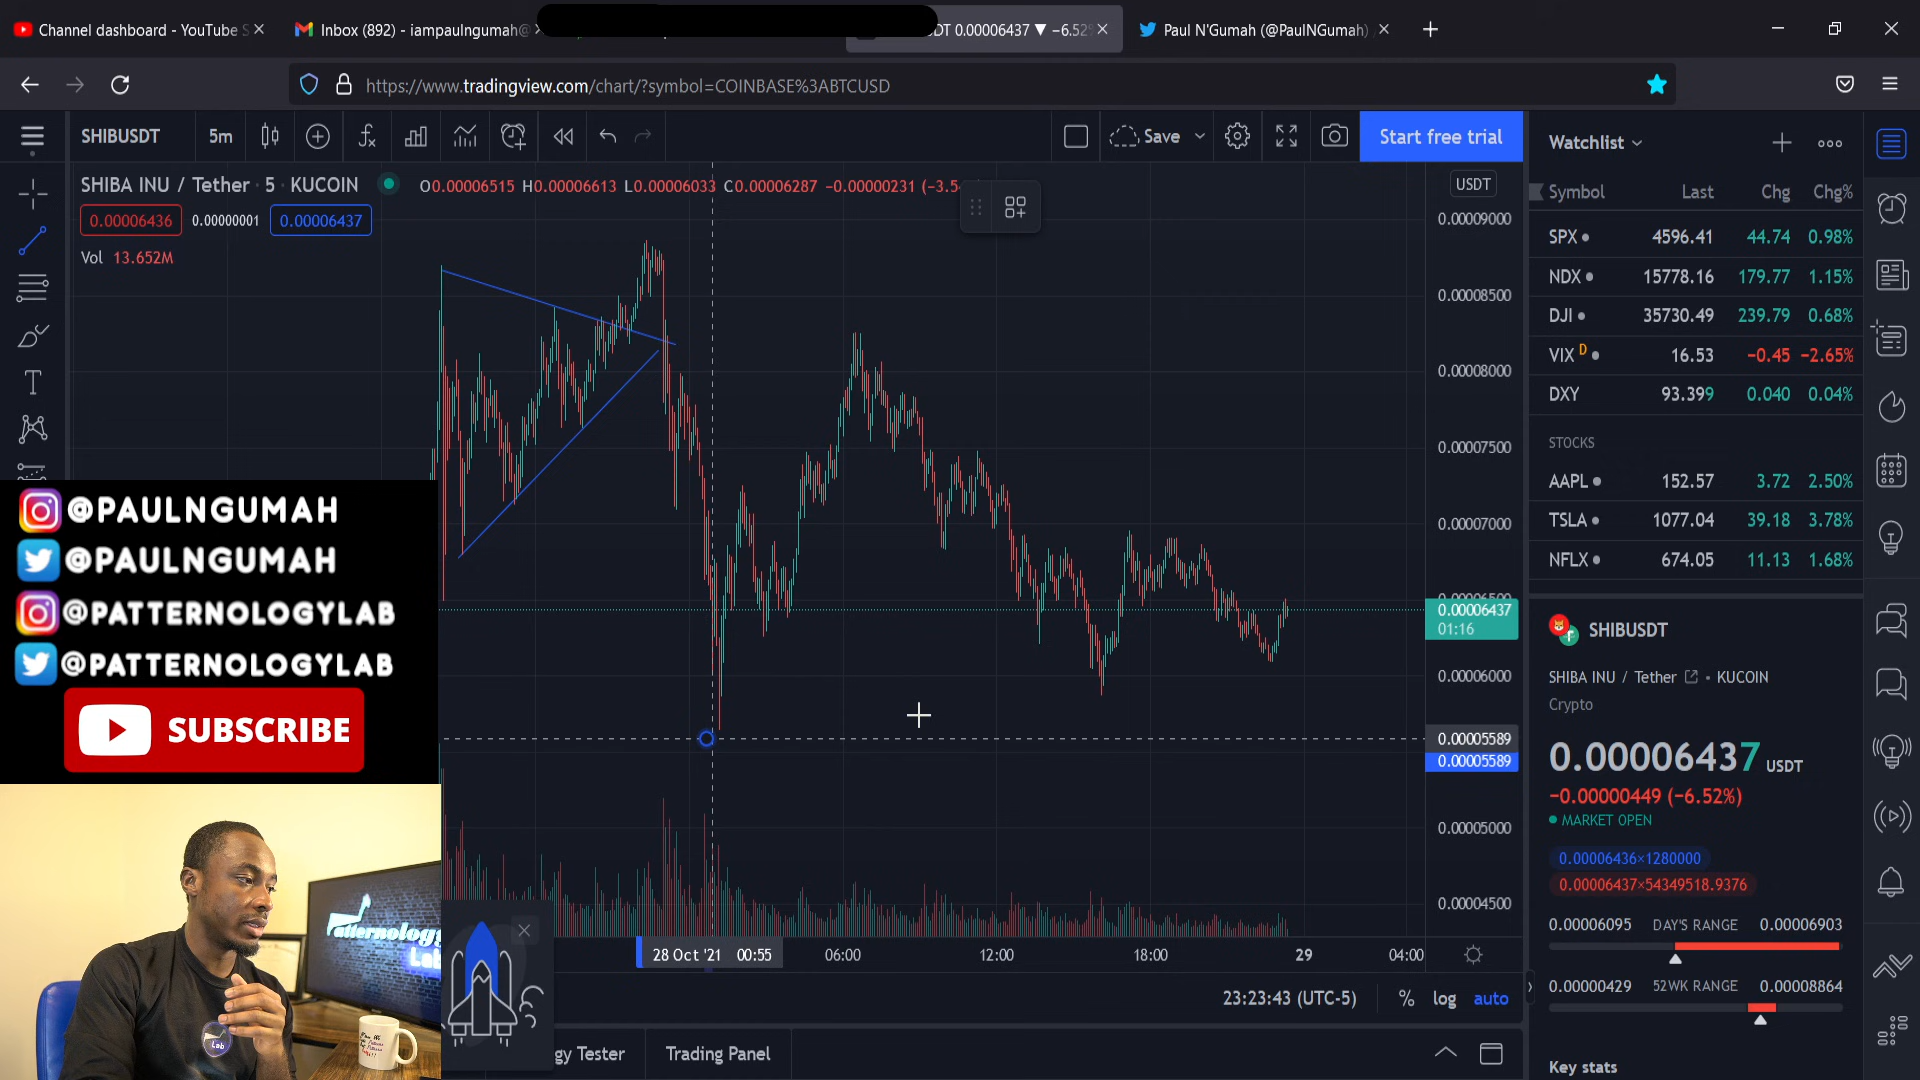 Channel dashboard - YouTube S
Inbox (892) - iampaulngumah@
DT 0.00006437 ▼ −6.52
Paul N'Gumah (@PaulNGumah)
https://www.tradingview.com/chart/?symbol=COINBASE%3ABTCUSD
SHIBUSDT 5m Save Start free trial
SHIBA INU / Tether · 5 · KUCOIN O0.00006515 H0.00006613 L0.00006033 C0.00006287 −0.00000231 (−3.5
0.00006436 0.00000001 0.00006437
Vol 13.652M
USDT
0.00009000
0.00008500
0.00008000
0.00007500
0.00007000
0.00006437
01:16
0.00006000
0.00005589
0.00005589
0.00005000
0.00004500
28 Oct '21 00:55 06:00 12:00 18:00 29 04:00
23:23:43 (UTC-5) % log auto
gy Tester Trading Panel
Watchlist
Symbol Last Chg Chg%
SPX 4596.41 44.74 0.98%
NDX 15778.16 179.77 1.15%
DJI 35730.49 239.79 0.68%
VIX D 16.53 −0.45 −2.65%
DXY 93.399 0.040 0.04%
STOCKS
AAPL 152.57 3.72 2.50%
TSLA 1077.04 39.18 3.78%
NFLX 674.05 11.13 1.68%
SHIBUSDT
SHIBA INU / Tether • KUCOIN
Crypto
0.00006437 USDT
−0.00000449 (−6.52%)
MARKET OPEN
0.00006436×1280000
0.00006437×54349518.9376
0.00006095 DAY'S RANGE 0.00006903
0.00000429 52WK RANGE 0.00008864
Key stats
@PAULNGUMAH
@PAULNGUMAH
@PATTERNOLOGYLAB
@PATTERNOLOGYLAB
SUBSCRIBE
atternology
Lab
Lab